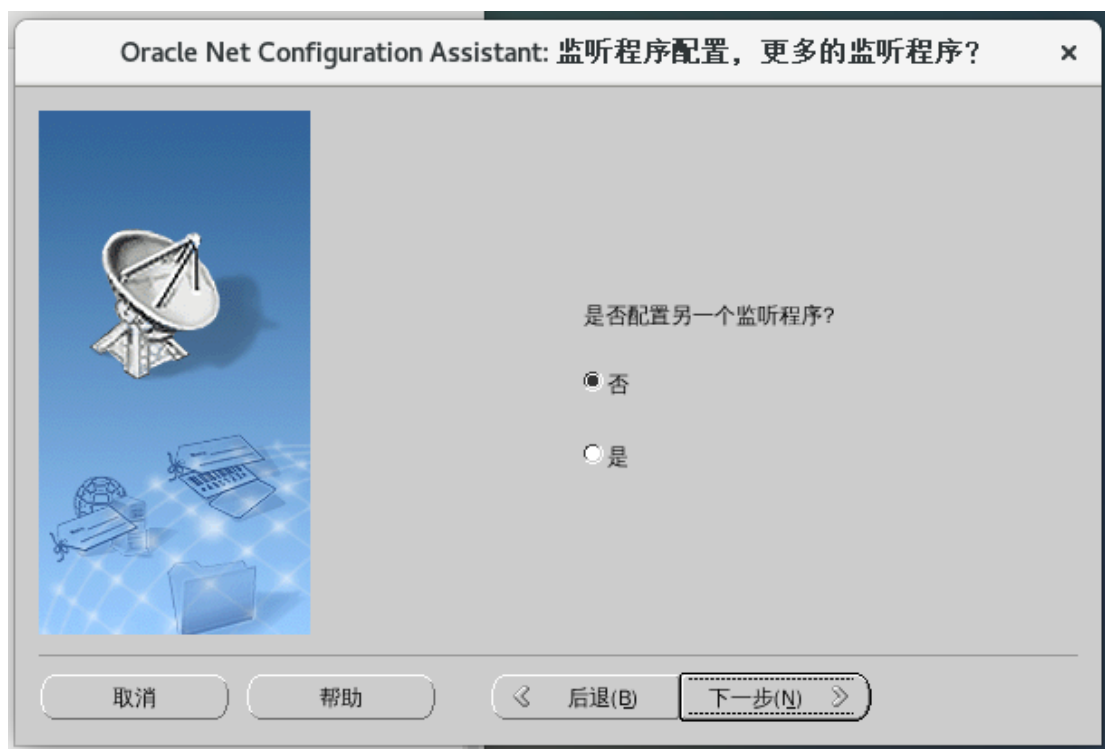 Oracle Net Configuration Assistant: 监听程序配置，更多的监听程序?
是否配置另一个监听程序?
否
是
取消
帮助
后退(B)
下一步(N)